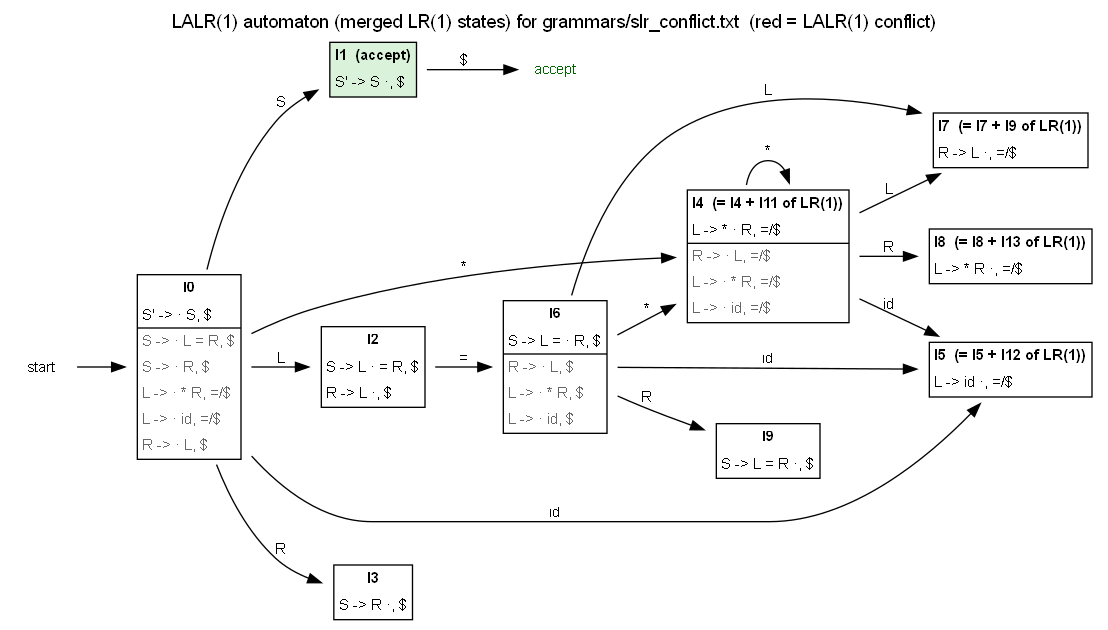 LALR(1) automaton (merged LR(1) states) for grammars/slr_conflict.txt  (red = LALR(1) conflict)
I1  (accept)
S' -> S ·, $
$
accept
S
L
I7  (= I7 + I9 of LR(1))
R -> L ·, =/$
*
I4  (= I4 + I11 of LR(1))
L -> * · R, =/$
R -> · L, =/$
L -> · * R, =/$
L -> · id, =/$
L
R
id
I8  (= I8 + I13 of LR(1))
L -> * R ·, =/$
*
start
I0
S' -> · S, $
S -> · L = R, $
S -> · R, $
L -> · * R, =/$
L -> · id, =/$
R -> · L, $
L
I2
S -> L · = R, $
R -> L ·, $
=
I6
S -> L = · R, $
R -> · L, $
L -> · * R, $
L -> · id, $
*
id
R
I5  (= I5 + I12 of LR(1))
L -> id ·, =/$
I9
S -> L = R ·, $
id
R
I3
S -> R ·, $